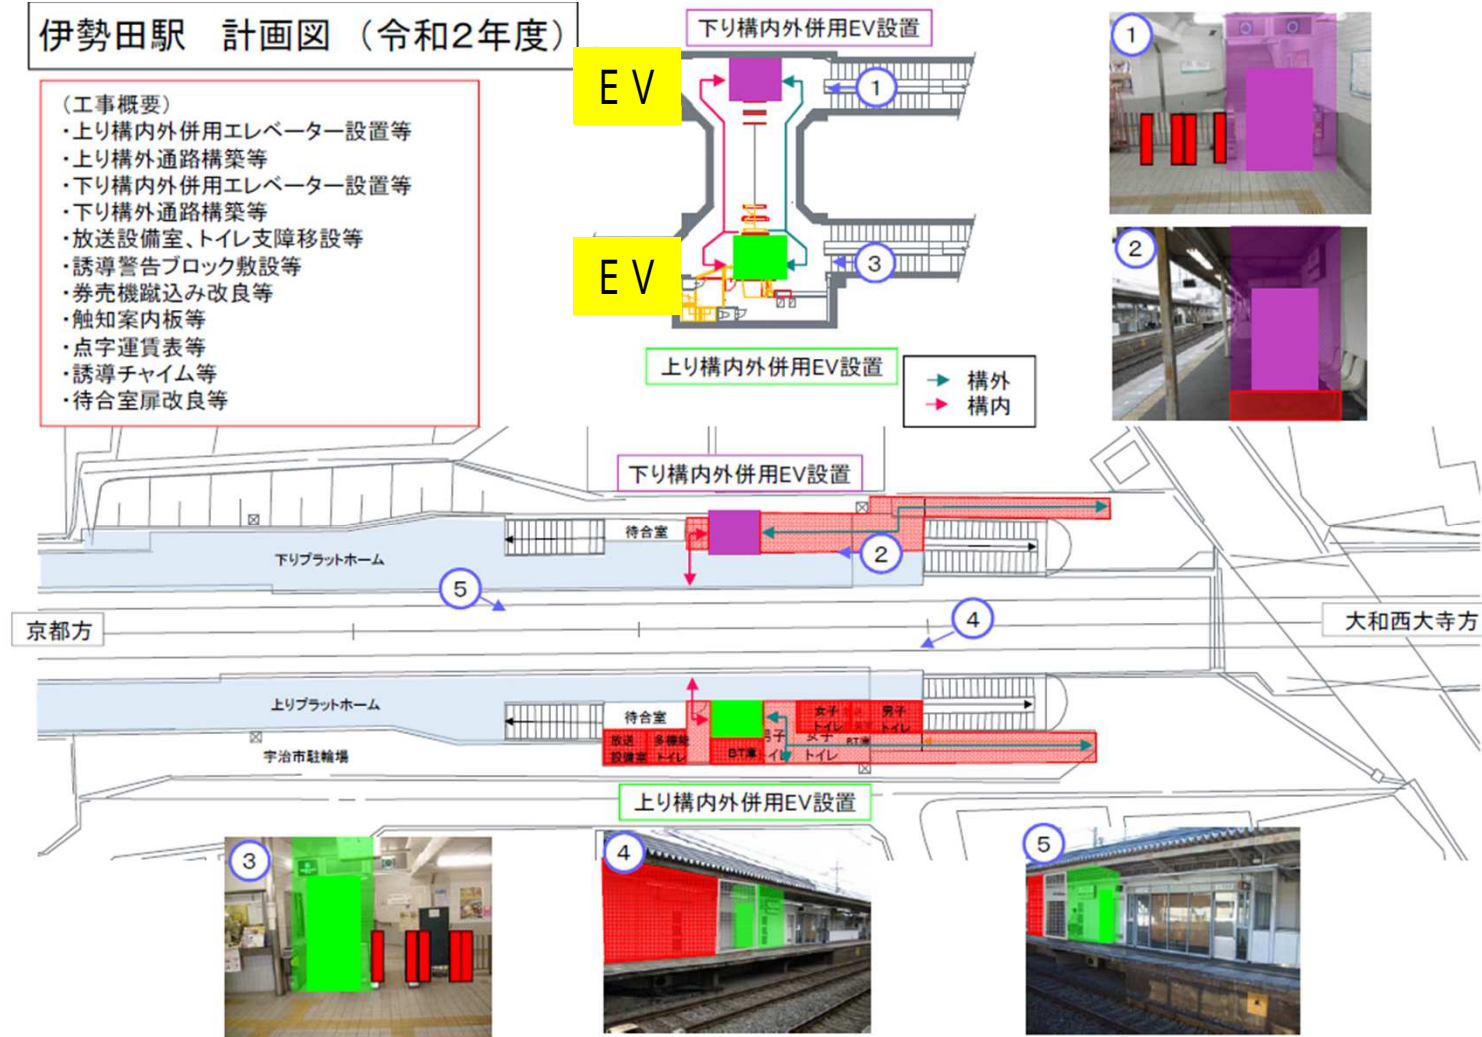 伊勢田駅 計画図 (令和2年度)
(工事概要)
・上り構内外併用エレベーター設置等
・上り構外通路構築等
・下り構内外併用エレベーター設置等
・下り構外通路構築等
・放送設備室、トイレ支障移設等
・誘導警告ブロック敷設等
・券売機蹴込み改良等
・触知案内板等
・点字運賃表等
・誘導チャイム等
・待合室扉改良等
下り構内外併用EV設置
EV
①
EV
③
上り構内外併用EV設置
構外
構内
①
②
下り構内外併用EV設置
待合室
下りプラットホーム
②
⑤
④
京都方
大和西大寺方
上りプラットホーム
待合室
女子
トイレ
男子
トイレ
放送
設備室
多機能
トイレ
B.T庫
男子
トイレ
女子
トイレ
B.T庫
宇治市駐輪場
上り構内外併用EV設置
③
④
⑤